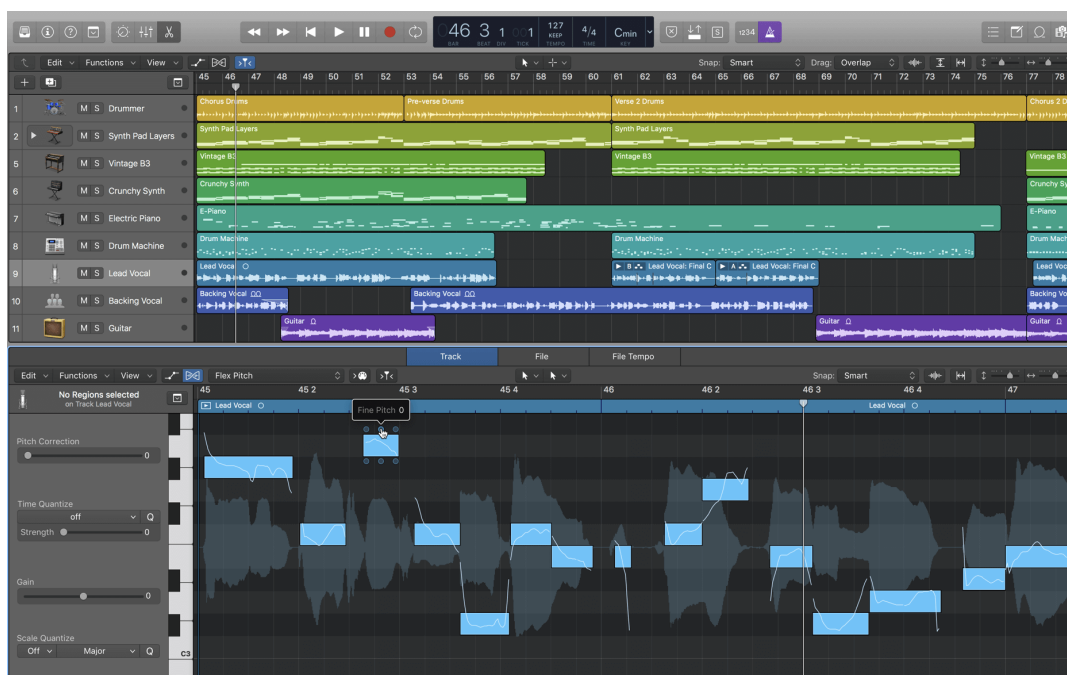 46 3 1 1 127 4/4 Cmin
KEEP
BAR BEAT DIV TICK TEMPO TIME KEY
S 1234
Edit Functions View Snap: Smart Drag: Overlap
45 46 47 48 49 50 51 52 53 54 55 56 57 58 59 60 61 62 63 64 65 66 67 68 69 70 71 72 73 74 75 76 77 78
1 M S Drummer Chorus Drums Pre-verse Drums Verse 2 Drums Chorus 2 D
2 M S Synth Pad Layers Synth Pad Layers Synth Pad Layers
5 M S Vintage B3 Vintage B3 Vintage B3 Vintage B3
6 M S Crunchy Synth Crunchy Synth Crunchy Sy
7 M S Electric Piano E-Piano E-Piano
8 M S Drum Machine Drum Machine Drum Machine Drum Mach
9 M S Lead Vocal Lead Voca B Lead Vocal: Final C A Lead Vocal: Final C Lead Voc
10 M S Backing Vocal Backing Vocal Backing Vocal Backing Vo
11 M S Guitar Guitar Guitar Guitar
Track File File Tempo
Edit Functions View Flex Pitch Snap: Smart
No Regions selected
on Track Lead Vocal
45 45 2 45 3 45 4 46 46 2 46 3 46 4 47
Lead Vocal Lead Vocal
Fine Pitch 0
Pitch Correction
0
Time Quantize
off Q
Strength 0
Gain
0
Scale Quantize
Off Major Q
C3